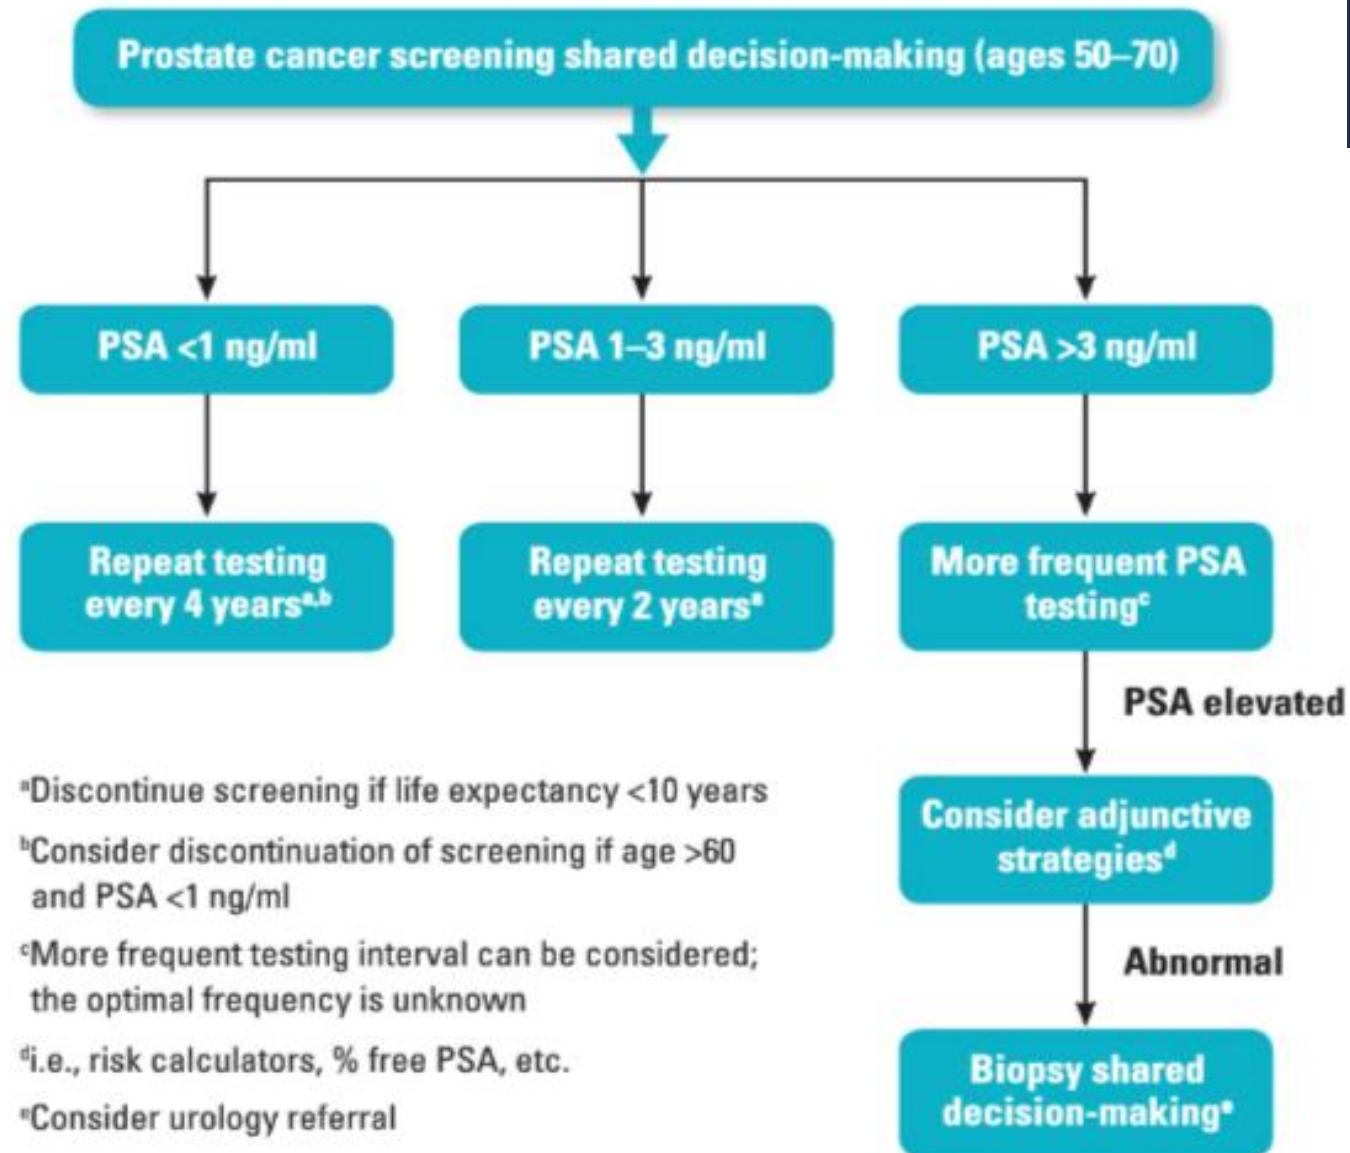 Prostate cancer screening shared decision-making (ages 50–70)
PSA <1 ng/ml
PSA 1–3 ng/ml
PSA >3 ng/ml
Repeat testing
every 4 yearsᵃ,ᵇ
Repeat testing
every 2 yearsᵃ
More frequent PSA
testingᶜ
PSA elevated
Consider adjunctive
strategiesᵈ
Abnormal
Biopsy shared
decision-makingᵉ
ᵃDiscontinue screening if life expectancy <10 years
ᵇConsider discontinuation of screening if age >60
and PSA <1 ng/ml
ᶜMore frequent testing interval can be considered;
the optimal frequency is unknown
ᵈi.e., risk calculators, % free PSA, etc.
ᵉConsider urology referral